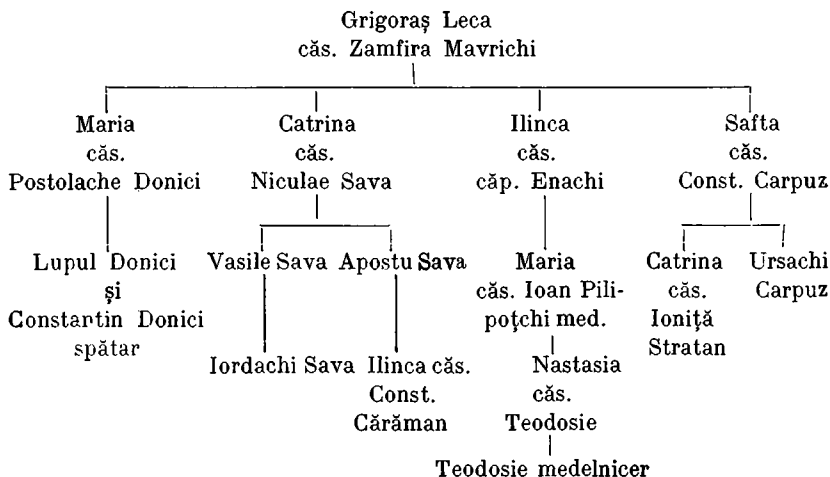 Grigoraș Leca
căs. Zamfira Mavrichi
Maria
căs.
Postolache Donici
Catrina
căs.
Niculae Sava
Ilinca
căs.
căp. Enachi
Safta
căs.
Const. Carpuz
Lupul Donici
și
Constantin Donici
spătar
Vasile Sava
Apostu Sava
Maria
căs. Ioan Pili-
poţchi med.
Catrina
căs.
Ioniţă
Stratan
Ursachi
Carpuz
Iordachi Sava
Ilinca căs.
Const.
Cărăman
Nastasia
căs.
Teodosie
Teodosie medelnicer